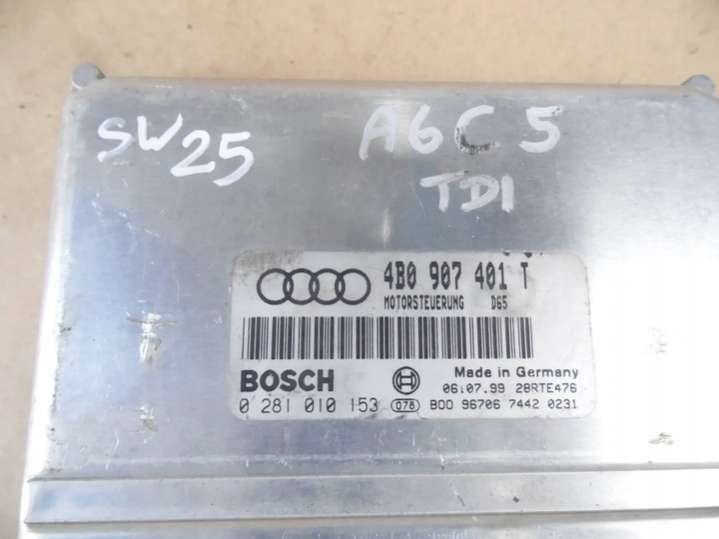 SW25
A6C5
TDI
4B0 907 401 T
MOTORSTEUERUNG D65
BOSCH
Made in Germany
06.07.99 28RTE476
0 281 010 153 078 B00 96706 7442 0231